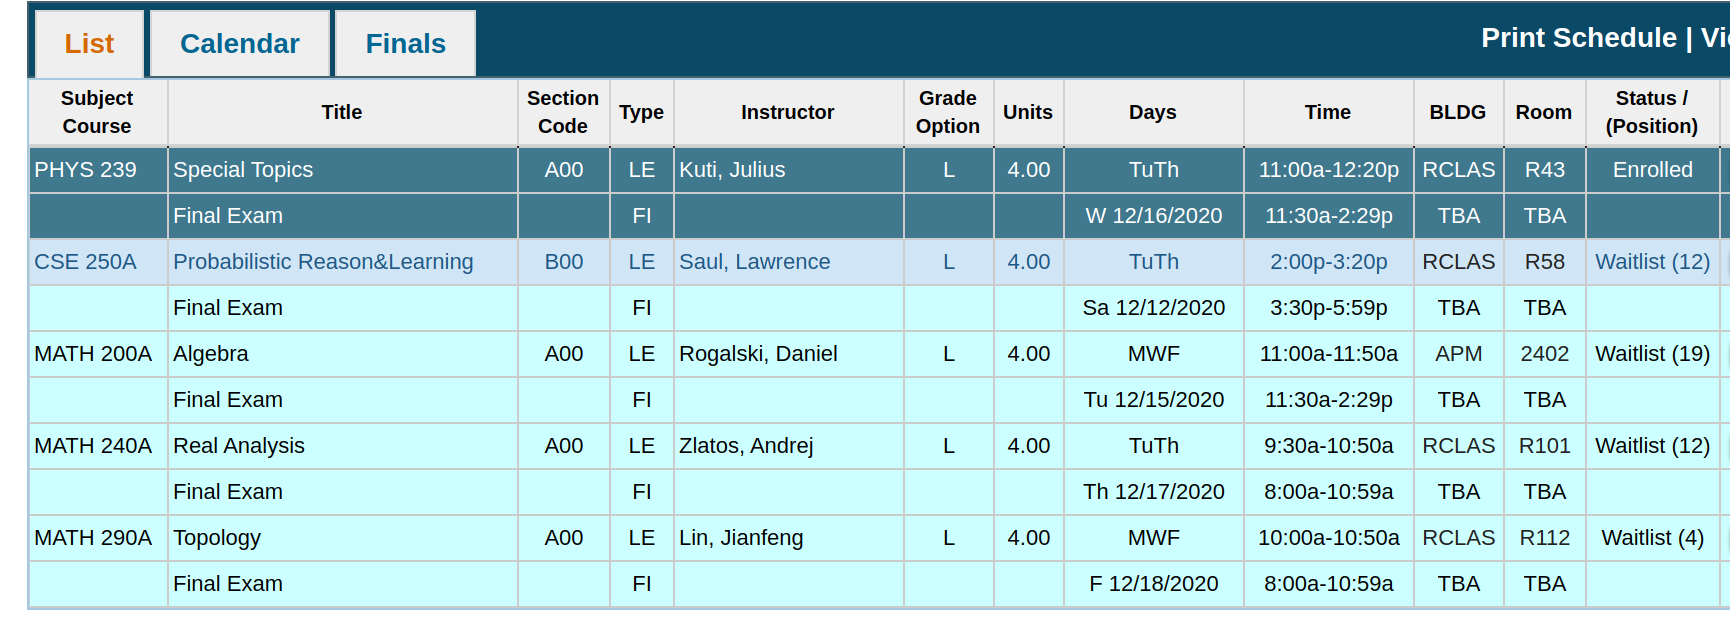 List Calendar Finals Print Schedule |
Subject Course Title Section Code Type Instructor Grade Option Units Days Time BLDG Room Status / (Position)
PHYS 239 Special Topics A00 LE Kuti, Julius L 4.00 TuTh 11:00a-12:20p RCLAS R43 Enrolled
Final Exam FI W 12/16/2020 11:30a-2:29p TBA TBA
CSE 250A Probabilistic Reason&Learning B00 LE Saul, Lawrence L 4.00 TuTh 2:00p-3:20p RCLAS R58 Waitlist (12)
Final Exam FI Sa 12/12/2020 3:30p-5:59p TBA TBA
MATH 200A Algebra A00 LE Rogalski, Daniel L 4.00 MWF 11:00a-11:50a APM 2402 Waitlist (19)
Final Exam FI Tu 12/15/2020 11:30a-2:29p TBA TBA
MATH 240A Real Analysis A00 LE Zlatos, Andrej L 4.00 TuTh 9:30a-10:50a RCLAS R101 Waitlist (12)
Final Exam FI Th 12/17/2020 8:00a-10:59a TBA TBA
MATH 290A Topology A00 LE Lin, Jianfeng L 4.00 MWF 10:00a-10:50a RCLAS R112 Waitlist (4)
Final Exam FI F 12/18/2020 8:00a-10:59a TBA TBA